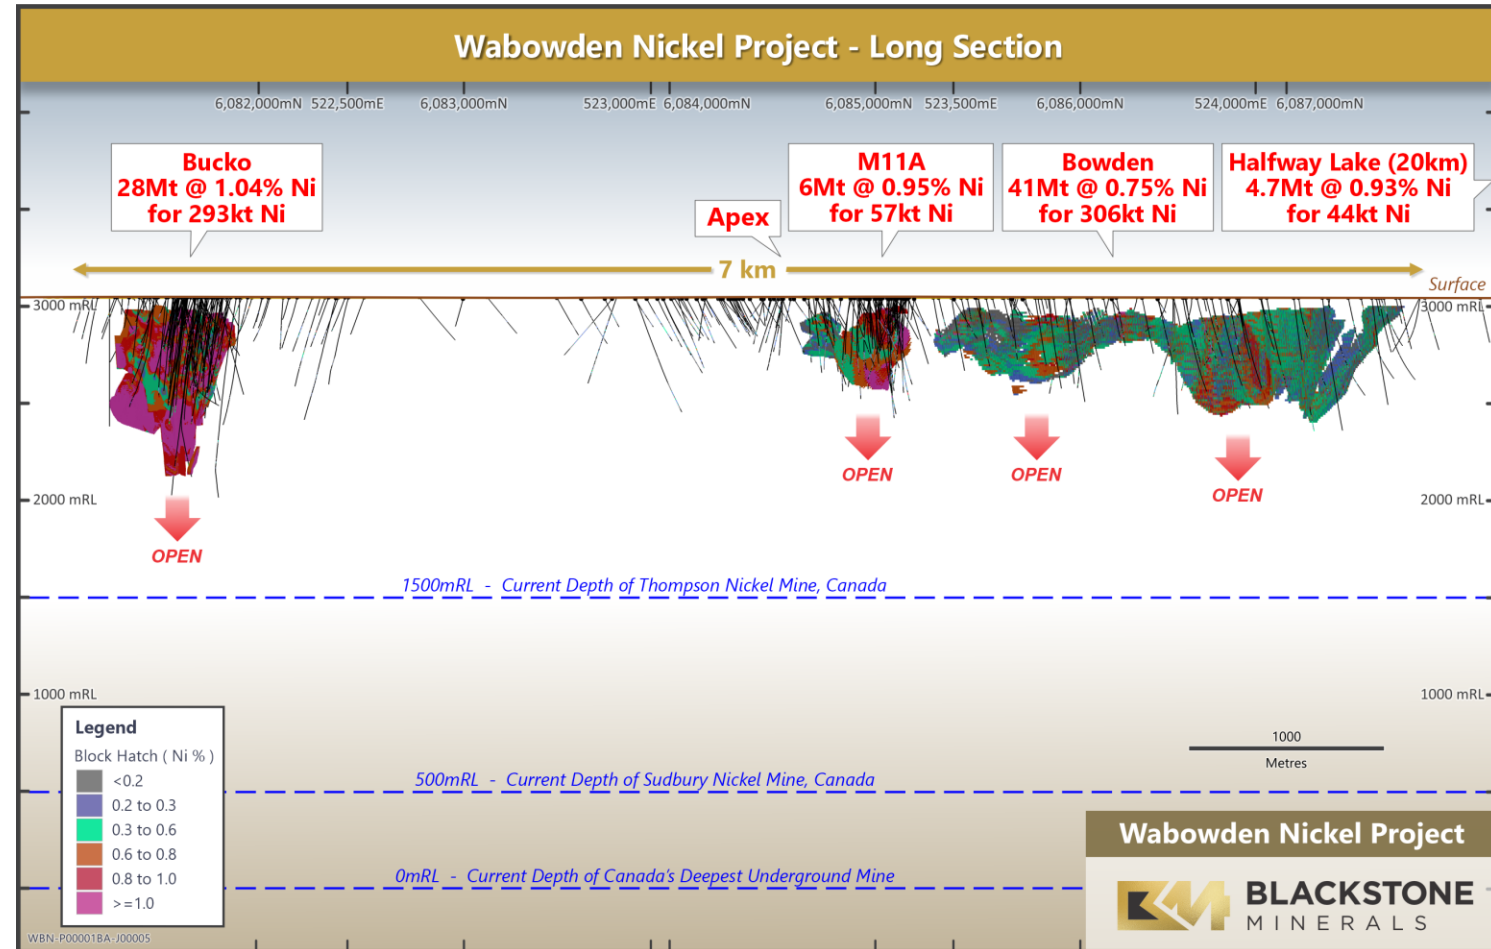 Wabowden Nickel Project - Long Section
6,082,000mN 522,500mE 6,083,000mN 523,000mE 6,084,000mN 6,085,000mN 523,500mE 6,086,000mN 524,000mE 6,087,000mN
Bucko
28Mt @ 1.04% Ni
for 293kt Ni
Apex
M11A
6Mt @ 0.95% Ni
for 57kt Ni
Bowden
41Mt @ 0.75% Ni
for 306kt Ni
Halfway Lake (20km)
4.7Mt @ 0.93% Ni
for 44kt Ni
7 km
Surface
3000 mRL 3000 mRL
OPEN
OPEN
OPEN
2000 mRL 2000 mRL
OPEN
1500mRL - Current Depth of Thompson Nickel Mine, Canada
1000 mRL 1000 mRL
1000
Metres
500mRL - Current Depth of Sudbury Nickel Mine, Canada
0mRL - Current Depth of Canada's Deepest Underground Mine
Legend
Block Hatch ( Ni % )
<0.2
0.2 to 0.3
0.3 to 0.6
0.6 to 0.8
0.8 to 1.0
>=1.0
WBN-P00001BA-J00005
Wabowden Nickel Project
BLACKSTONE
MINERALS